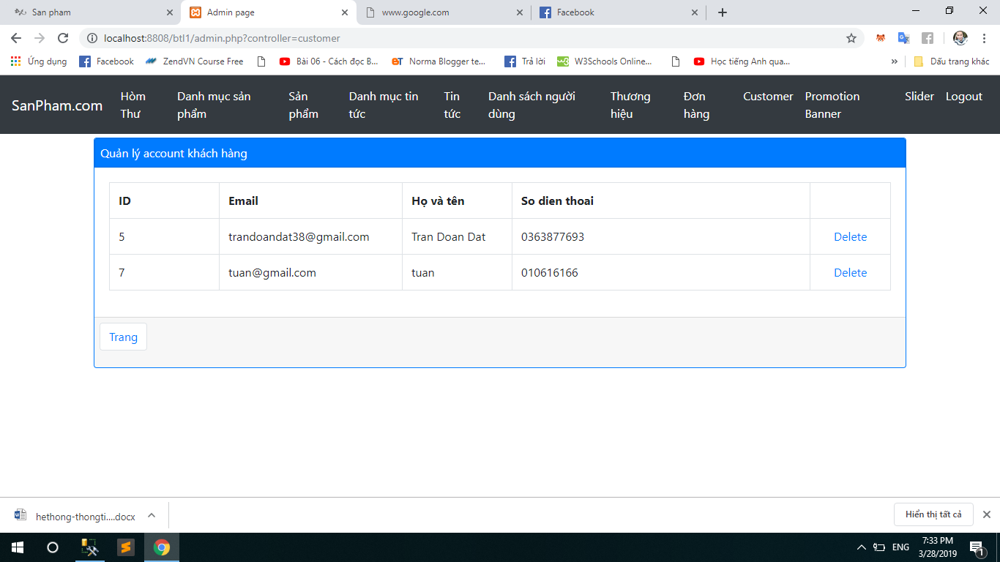 San pham
Admin page
www.google.com
Facebook
localhost:8808/btl1/admin.php?controller=customer
Ứng dụng
Facebook
ZendVN Course Free
Bài 06 - Cách đọc B...
Norma Blogger te...
Trả lời
W3Schools Online...
Học tiếng Anh qua...
»
Dấu trang khác
SanPham.com
Hòm
Thư
Danh mục sản
phẩm
Sản
phẩm
Danh mục tin
tức
Tin
tức
Danh sách người
dùng
Thương
hiệu
Đơn
hàng
Customer
Promotion
Banner
Slider
Logout
Quản lý account khách hàng
ID Email Họ và tên So dien thoai
5 trandoandat38@gmail.com Tran Doan Dat 0363877693 Delete
7 tuan@gmail.com tuan 010616166 Delete
Trang
hethong-thongti....docx
Hiển thị tất cả
ENG
7:33 PM
3/28/2019
1